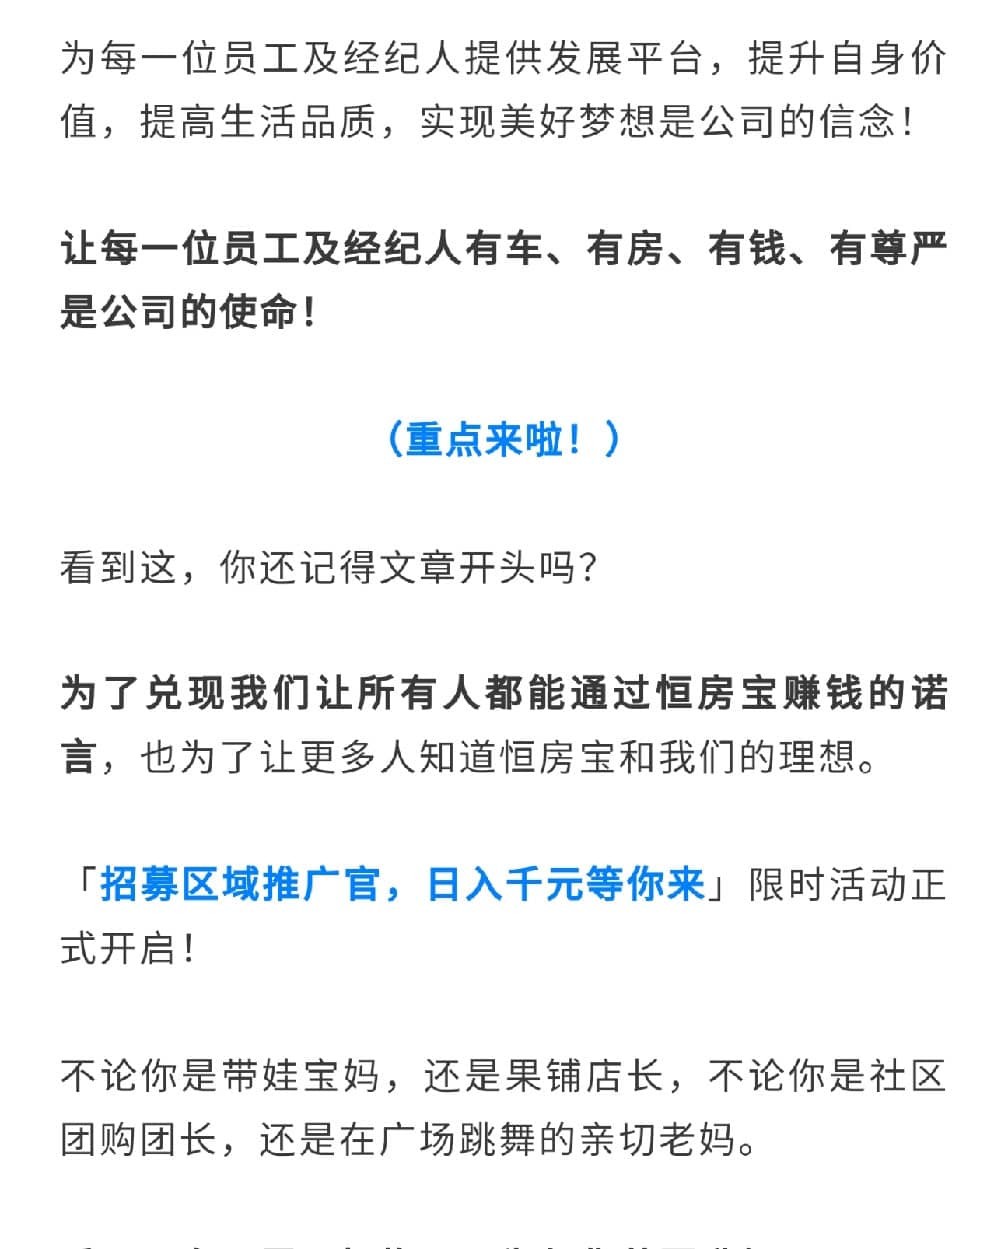 为每一位员工及经纪人提供发展平台，提升自身价
值，提高生活品质，实现美好梦想是公司的信念！
让每一位员工及经纪人有车、有房、有钱、有尊严
是公司的使命！
（重点来啦！）
看到这，你还记得文章开头吗？
为了兑现我们让所有人都能通过恒房宝赚钱的诺
言，也为了让更多人知道恒房宝和我们的理想。
「招募区域推广官，日入千元等你来」限时活动正
式开启！
不论你是带娃宝妈，还是果铺店长，不论你是社区
团购团长，还是在广场跳舞的亲切老妈。